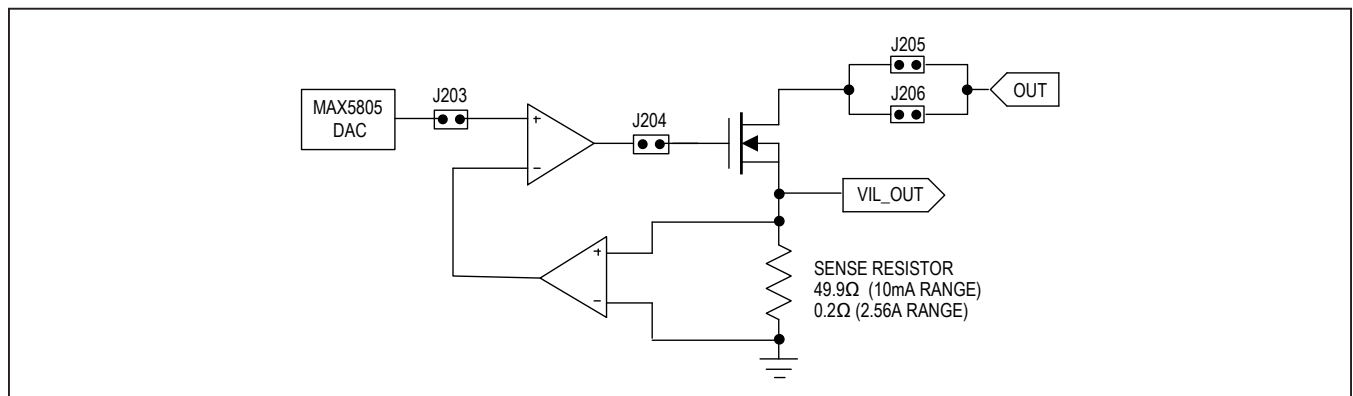 MAX5805
DAC
J203
+
−
J204
J205
J206
OUT
VIL_OUT
+
−
SENSE RESISTOR
49.9Ω (10mA RANGE)
0.2Ω (2.56A RANGE)